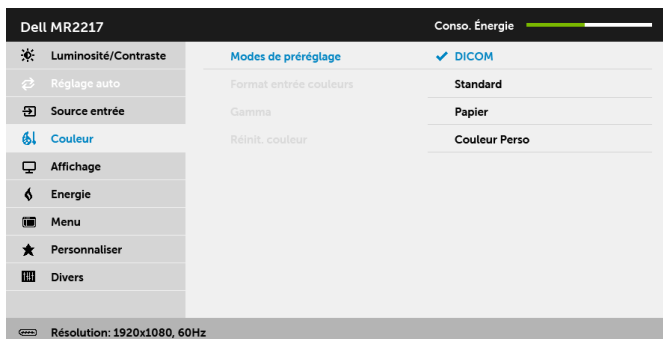 Dell MR2217
Conso. Énergie
Luminosité/Contraste
Modes de préréglage
DICOM
Réglage auto
Format entrée couleurs
Standard
Source entrée
Gamma
Papier
Couleur
Réinit. couleur
Couleur Perso
Affichage
Energie
Menu
Personnaliser
Divers
Résolution: 1920x1080, 60Hz